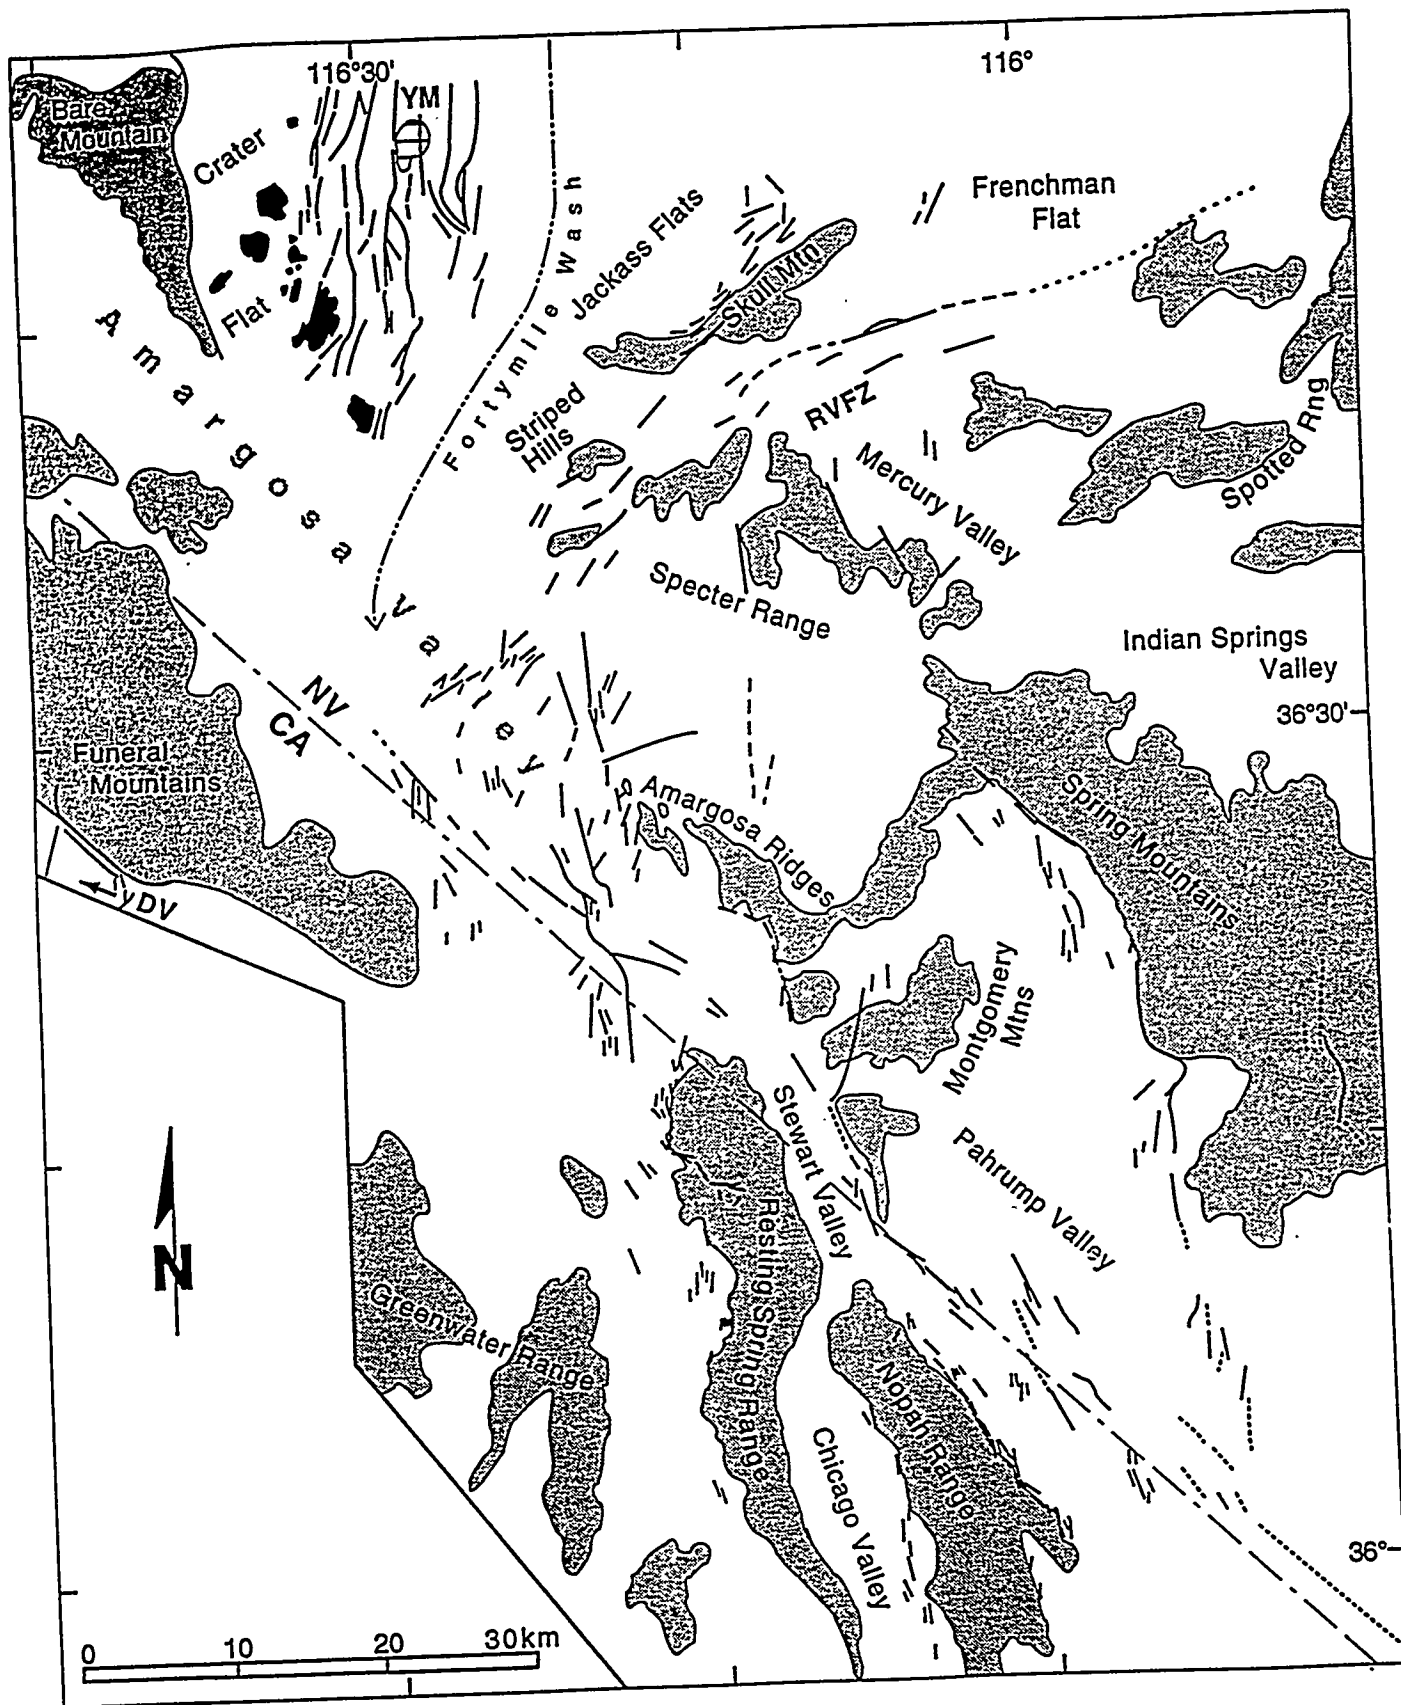 116°30'
116°
YM
Bare
Mountain
Crater
Flat
Fortymile Wash
Jackass Flats
Skull Mtn
Frenchman
Flat
Amargosa Valley
Striped
Hills
RVFZ
Mercury Valley
Spotted Rng
Specter Range
Indian Springs
Valley
36°30'
NV
CA
Funeral
Mountains
Amargosa Ridges
Spring Mountains
DV
Montgomery
Mtns
Stewart Valley
Pahrump Valley
N
Resting Spring Range
Greenwater Range
Nopah Range
Chicago Valley
36°
0 10 20 30km